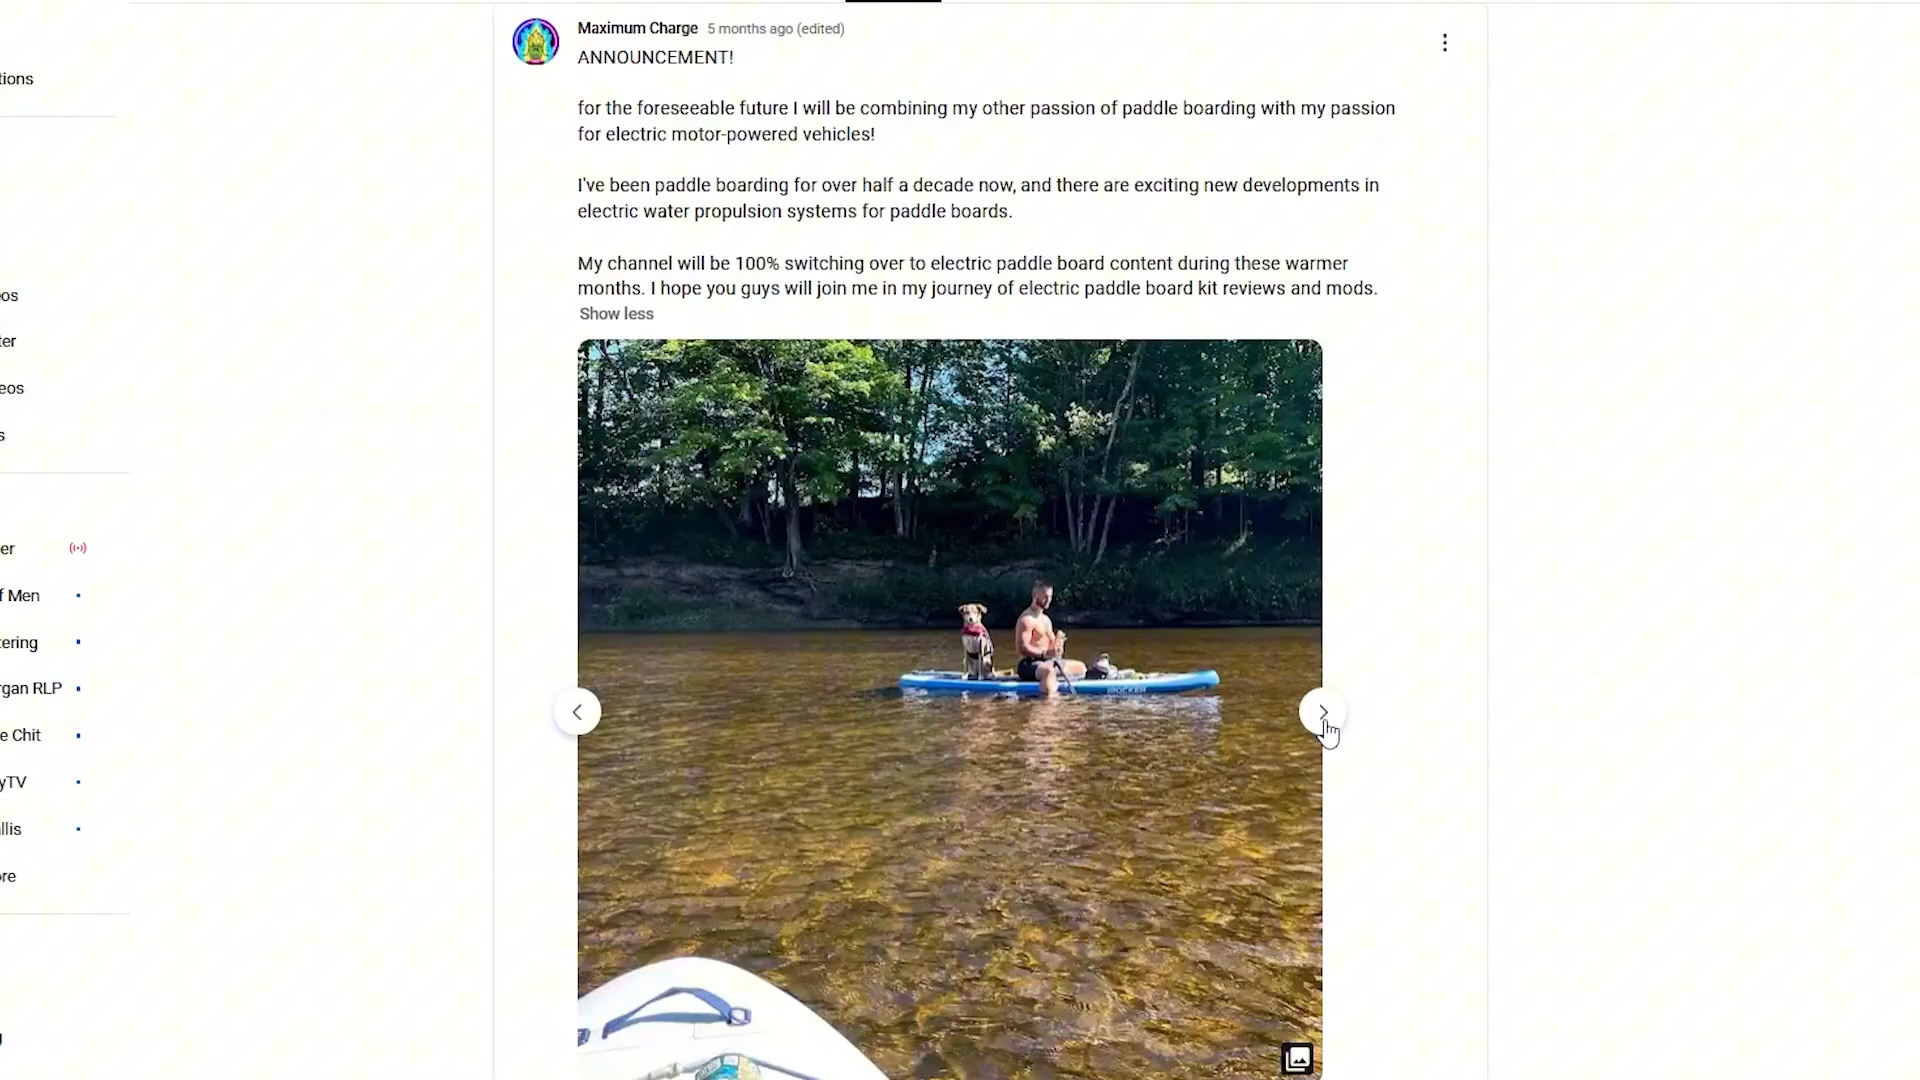 Maximum Charge 5 months ago (edited)
ANNOUNCEMENT!
for the foreseeable future I will be combining my other passion of paddle boarding with my passion
for electric motor-powered vehicles!
I've been paddle boarding for over half a decade now, and there are exciting new developments in
electric water propulsion systems for paddle boards.
My channel will be 100% switching over to electric paddle board content during these warmer
months. I hope you guys will join me in my journey of electric paddle board kit reviews and mods.
Show less
tions
os
ter
eos
s
er
f Men
tering
rgan RLP
e Chit
yTV
llis
re